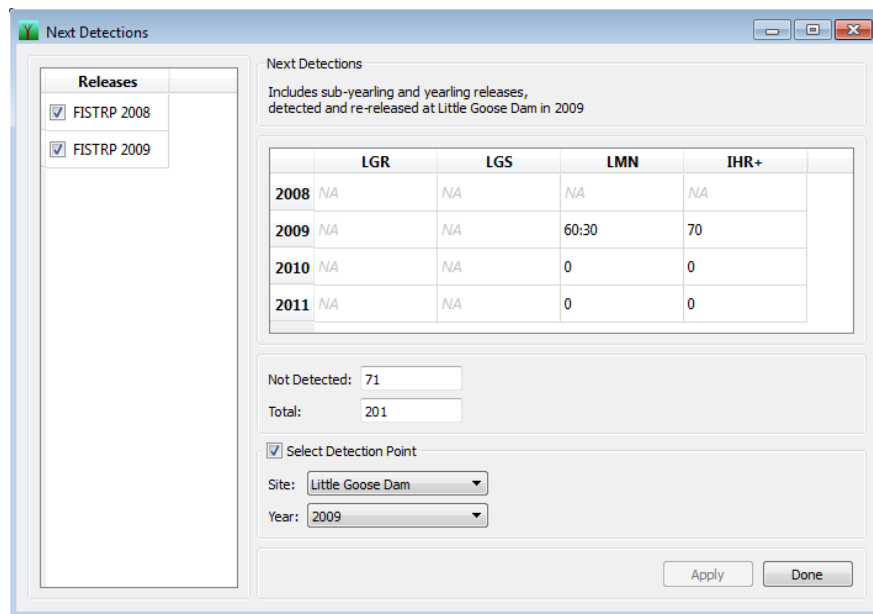 Next Detections
Releases
FISTRP 2008
FISTRP 2009
Next Detections
Includes sub-yearling and yearling releases,
detected and re-released at Little Goose Dam in 2009
LGR LGS LMN IHR+
2008 NA NA NA NA
2009 NA NA 60:30 70
2010 NA NA 0 0
2011 NA NA 0 0
Not Detected: 71
Total: 201
Select Detection Point
Site: Little Goose Dam
Year: 2009
Apply Done